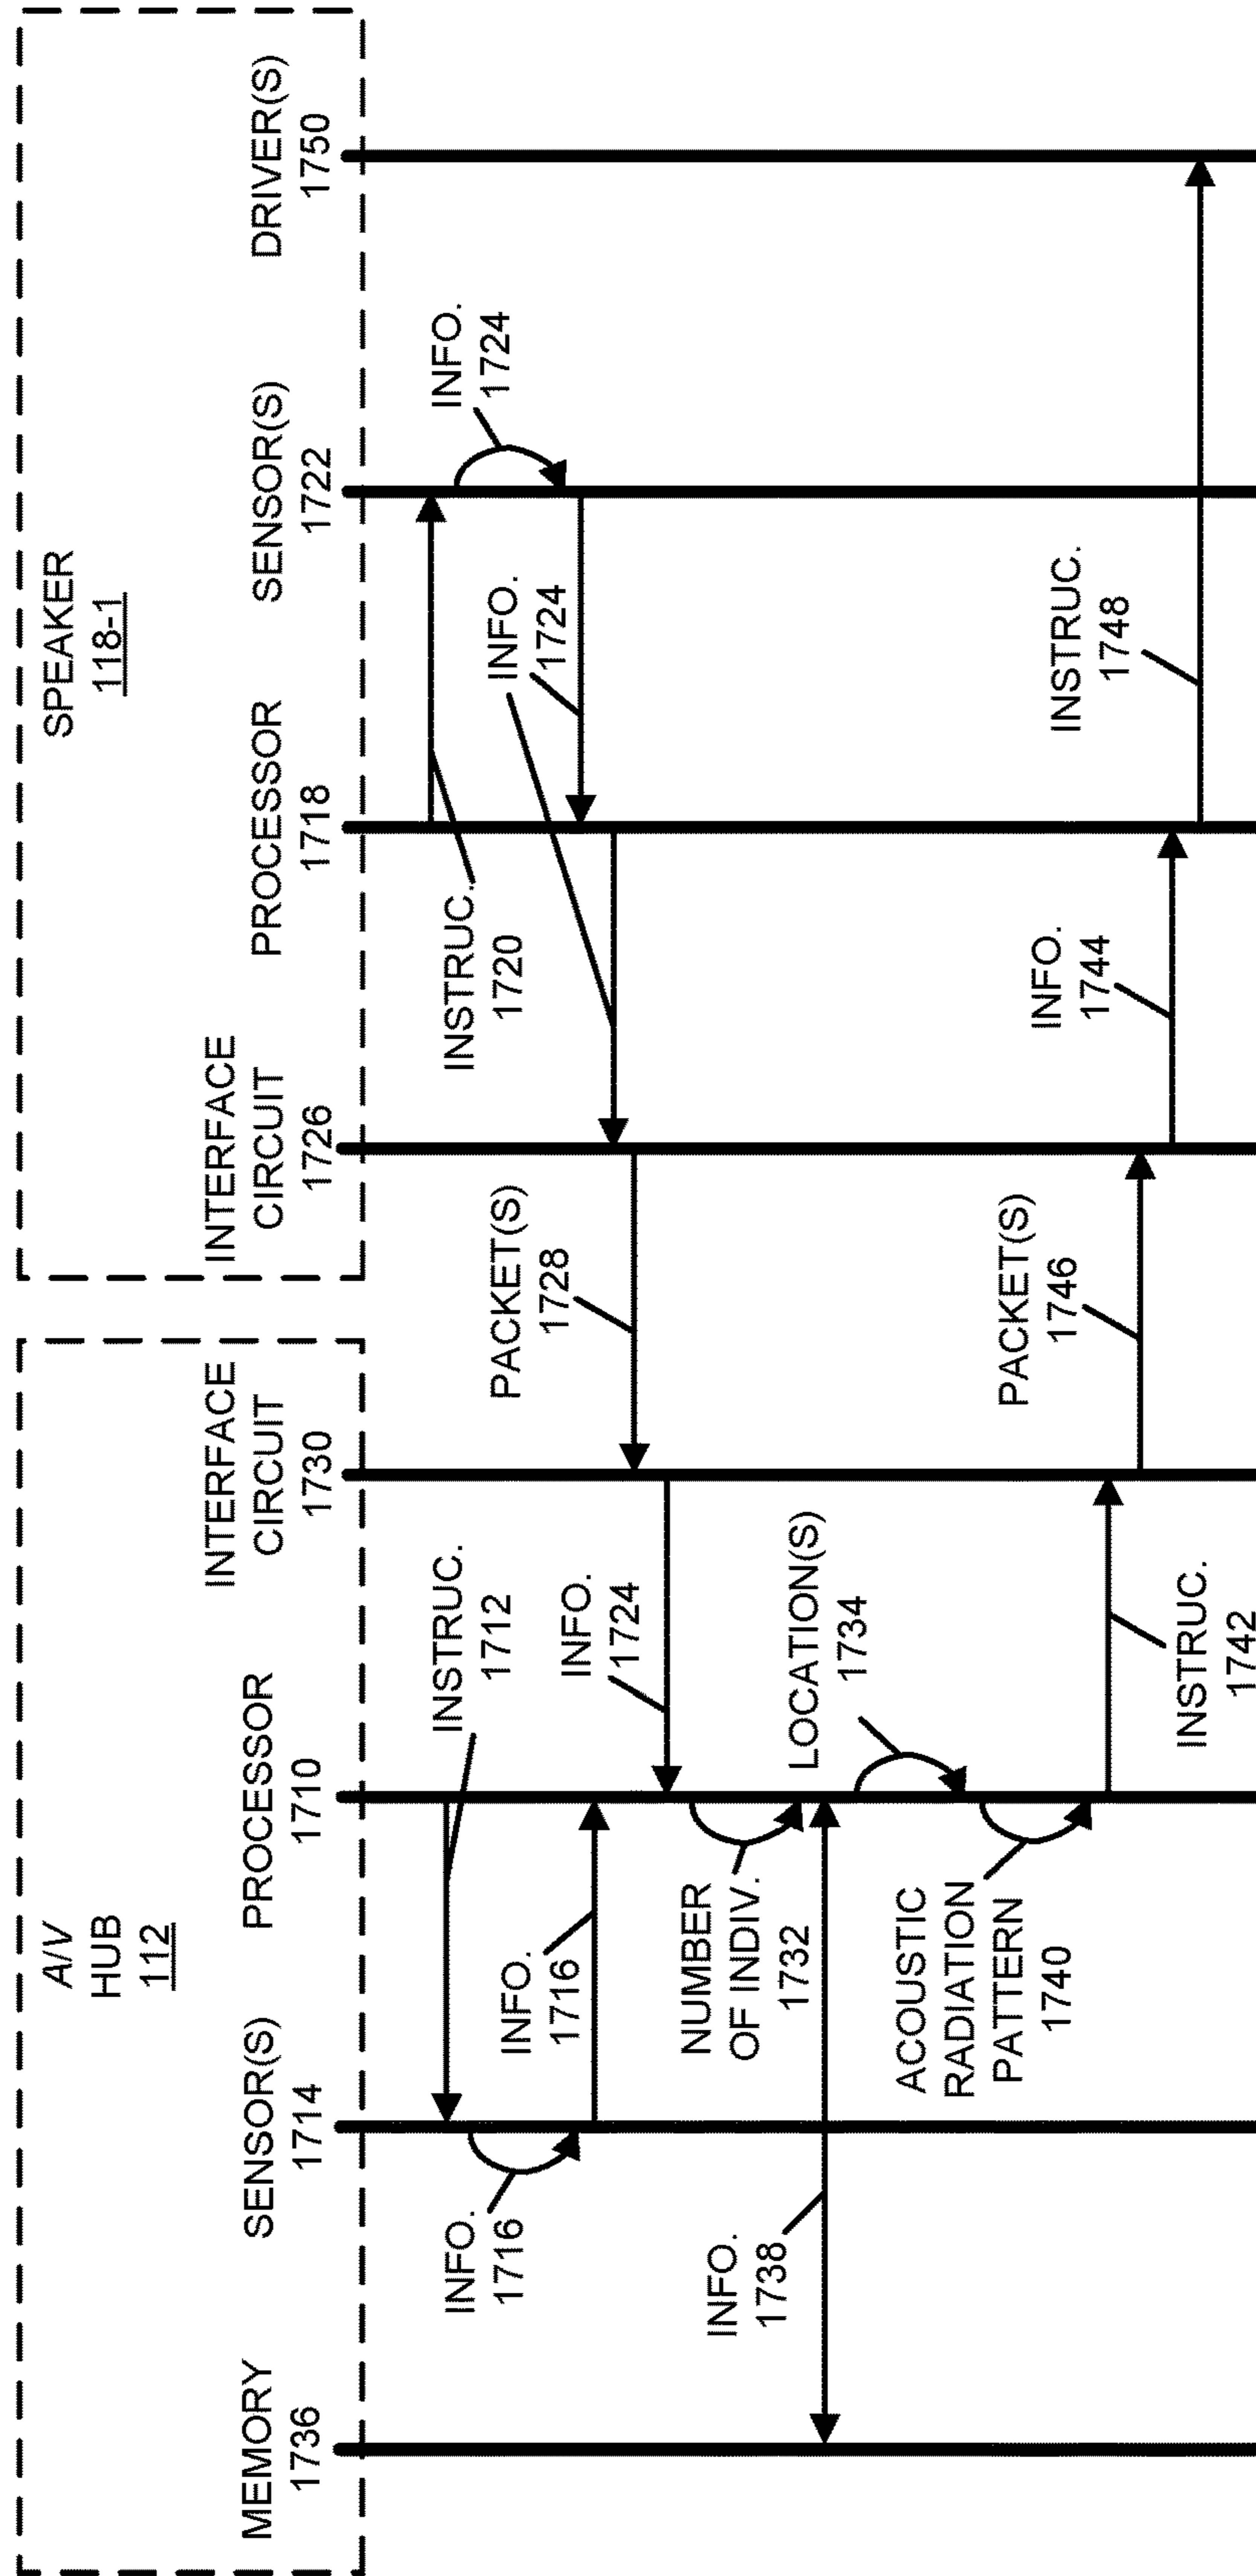 A/V
HUB
112
SPEAKER
118-1
MEMORY
1736
SENSOR(S)
1714
PROCESSOR
1710
INTERFACE
CIRCUIT
1730
INTERFACE
CIRCUIT
1726
PROCESSOR
1718
SENSOR(S)
1722
DRIVER(S)
1750
INSTRUC.
1712
INFO.
1716
INFO.
1716
INSTRUC.
1720
INFO.
1724
INFO.
1724
PACKET(S)
1728
INFO.
1724
NUMBER
OF INDIV.
1732
INFO.
1738
LOCATION(S)
1734
ACOUSTIC
RADIATION
PATTERN
1740
INSTRUC.
1742
PACKET(S)
1746
INFO.
1744
INSTRUC.
1748